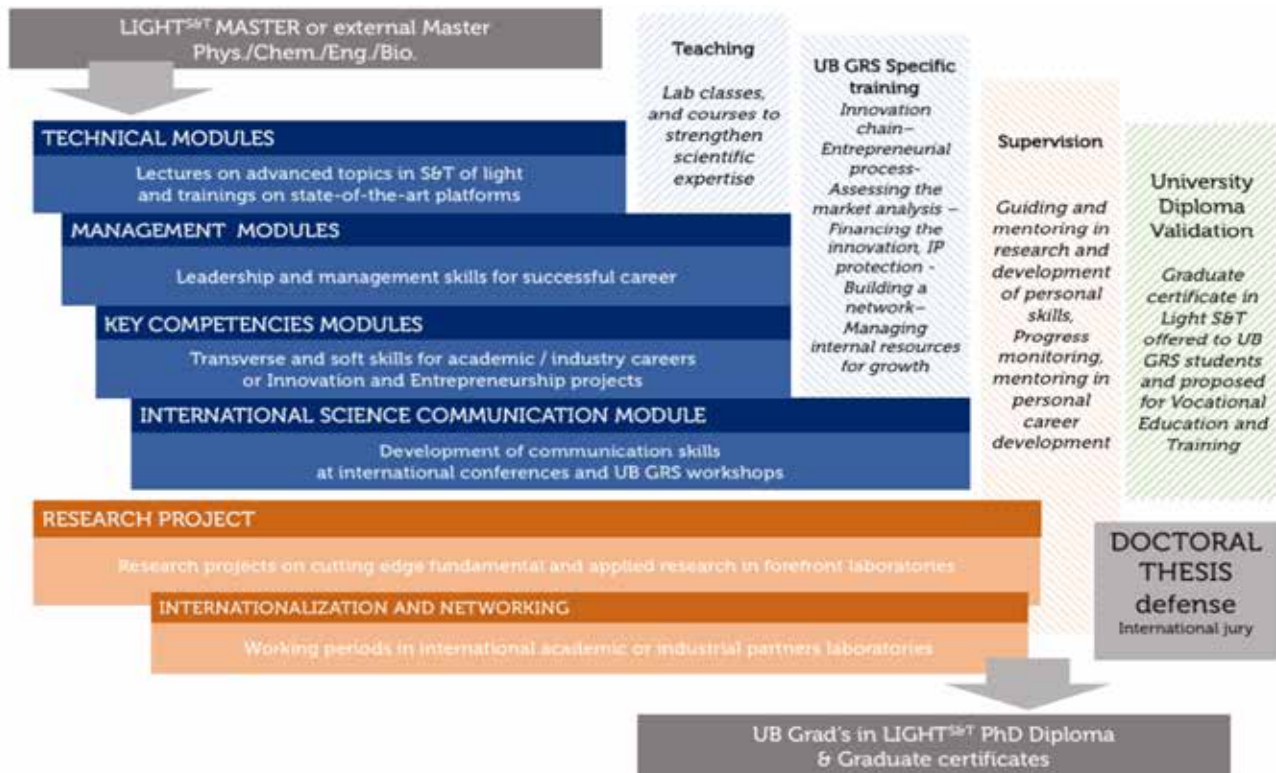 LIGHT^S&T MASTER or external Master
Phys./Chem./Eng./Bio.
TECHNICAL MODULES
Lectures on advanced topics in S&T of light
and trainings on state-of-the-art platforms
MANAGEMENT MODULES
Leadership and management skills for successful career
KEY COMPETENCIES MODULES
Transverse and soft skills for academic / industry careers
or Innovation and Entrepreneurship projects
INTERNATIONAL SCIENCE COMMUNICATION MODULE
Development of communication skills
at international conferences and UB GRS workshops
RESEARCH PROJECT
Research projects on cutting edge fundamental and applied research in forefront laboratories
INTERNATIONALIZATION AND NETWORKING
Working periods in international academic or industrial partners laboratories
Teaching
Lab classes,
and courses to
strengthen
scientific
expertise
UB GRS Specific
training
Innovation
chain–
Entrepreneurial
process-
Assessing the
market analysis –
Financing the
innovation, IP
protection -
Building a
network–
Managing
internal resources
for growth
Supervision
Guiding and
mentoring in
research and
development
of personal
skills,
Progress
monitoring,
mentoring in
personal
career
development
University
Diploma
Validation
Graduate
certificate in
Light S&T
offered to UB
GRS students
and proposed
for Vocational
Education and
Training
DOCTORAL
THESIS
defense
International jury
UB Grad's in LIGHT^S&T PhD Diploma
& Graduate certificates